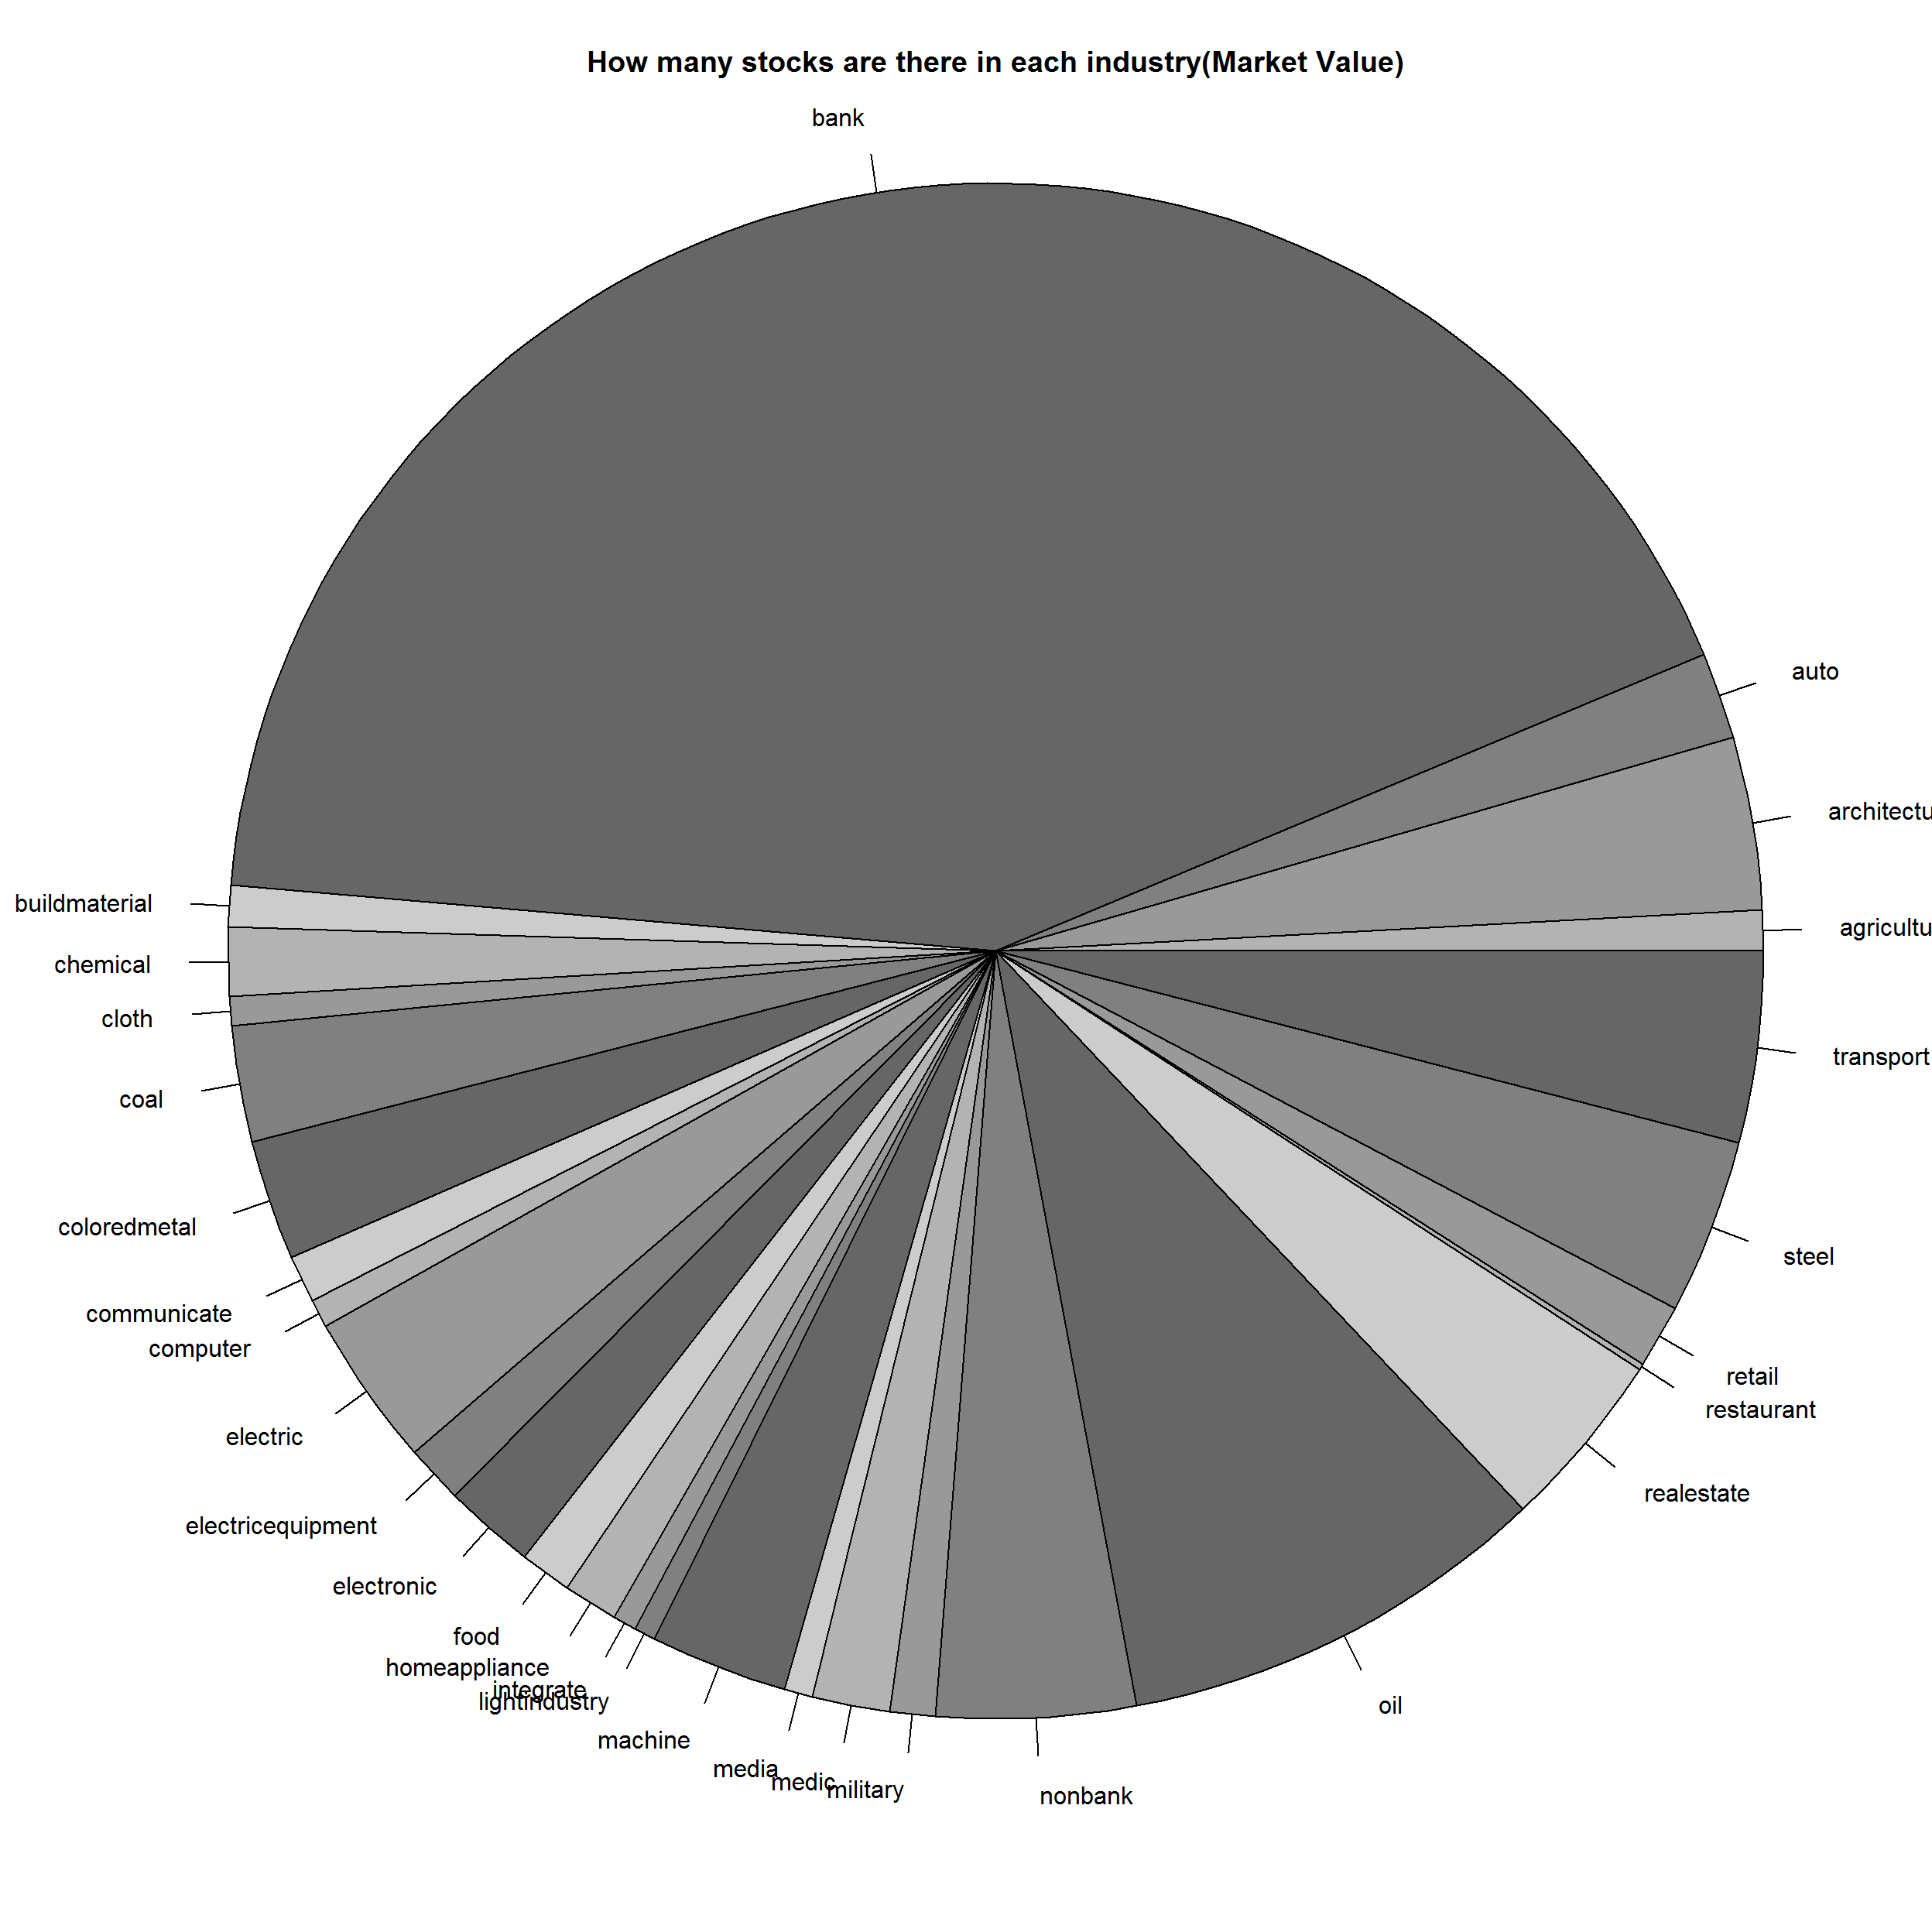 How many stocks are there in each industry(Market Value)
bank
auto
architectu
agricultu
buildmaterial
chemical
cloth
transport
coal
coloredmetal
steel
communicate
computer
retail
restaurant
electric
realestate
electricequipment
electronic
food
homeappliance
integrate
lightindustry
oil
machine
media
medic
military
nonbank